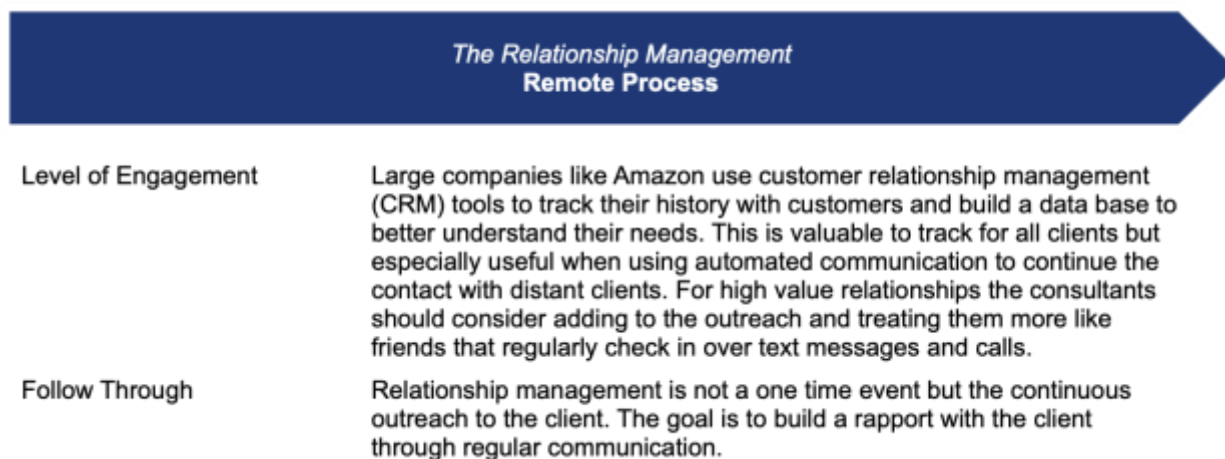 The Relationship Management
Remote Process
Level of Engagement
Large companies like Amazon use customer relationship management
(CRM) tools to track their history with customers and build a data base to
better understand their needs. This is valuable to track for all clients but
especially useful when using automated communication to continue the
contact with distant clients. For high value relationships the consultants
should consider adding to the outreach and treating them more like
friends that regularly check in over text messages and calls.
Follow Through
Relationship management is not a one time event but the continuous
outreach to the client. The goal is to build a rapport with the client
through regular communication.